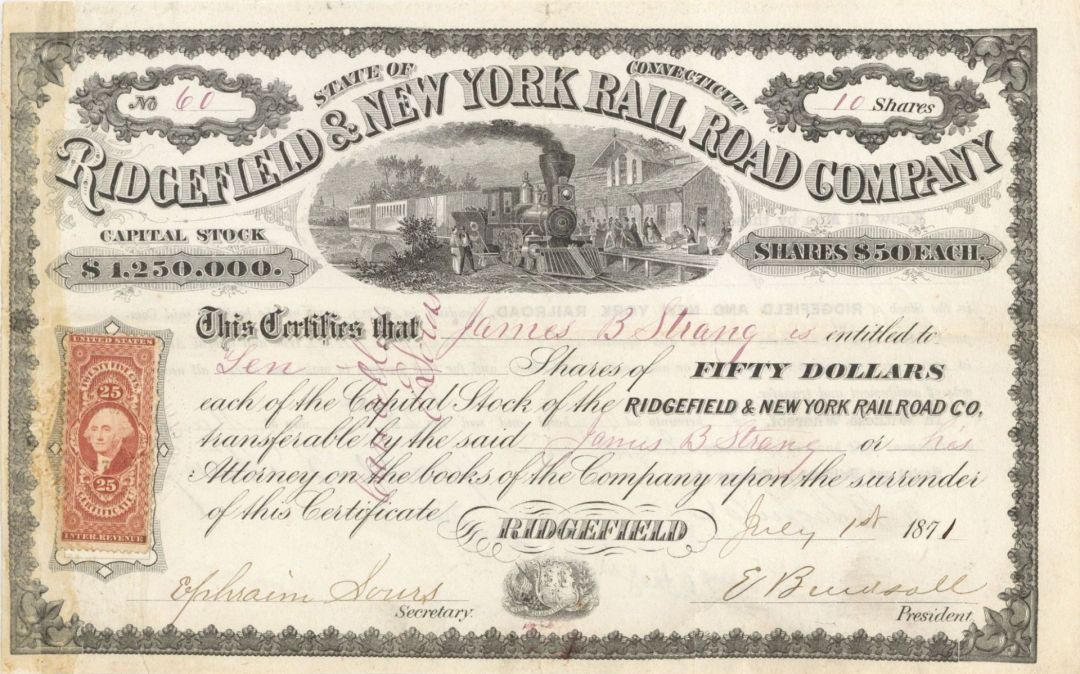 No 60
STATE OF CONNECTICUT
10 Shares
RIDGEFIELD & NEW YORK RAIL ROAD COMPANY
CAPITAL STOCK
$1,250.000.
SHARES $50 EACH.
This Certifies that James B Strang is entitled to
Ten Shares of FIFTY DOLLARS
each of the Capital Stock of the RIDGEFIELD & NEW YORK RAILROAD CO.
transferable by the said James B Strang or his
Attorney on the books of the Company upon the surrender
of this Certificate
RIDGEFIELD July 1st 1871
UNITED STATES
TWENTY FIVE CENTS
25
25
CERTIFICATE
INTER. REVENUE
Ephraim Sours
Secretary.
President